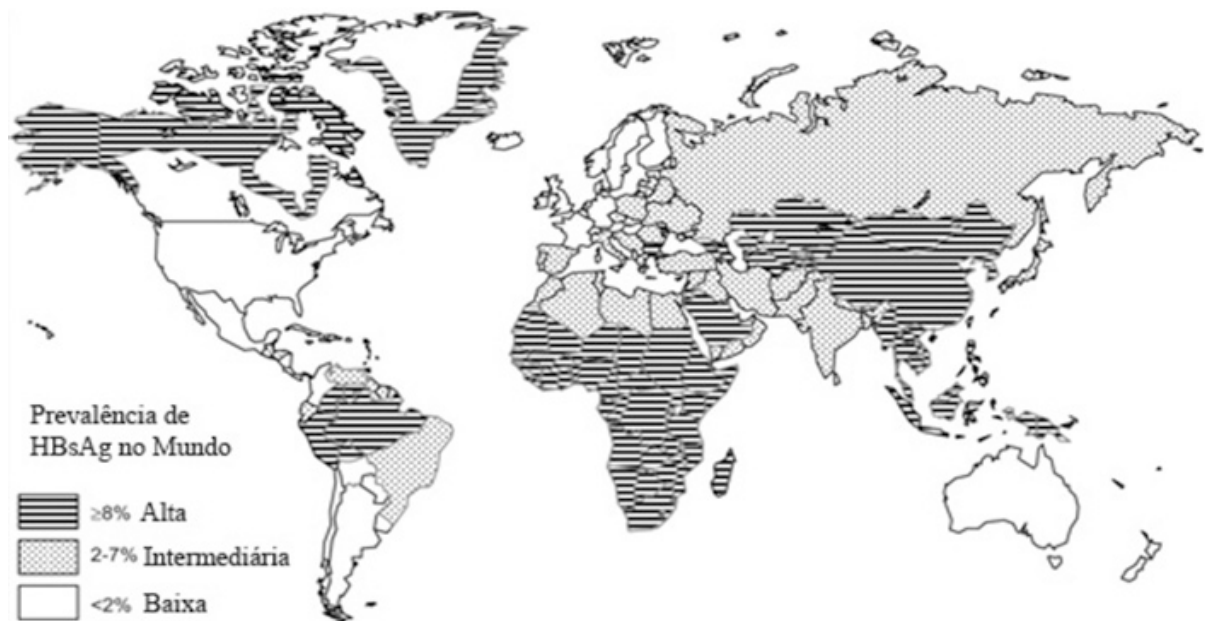 Prevalência de
HBsAg no Mundo
≥8% Alta
2-7% Intermediária
<2% Baixa